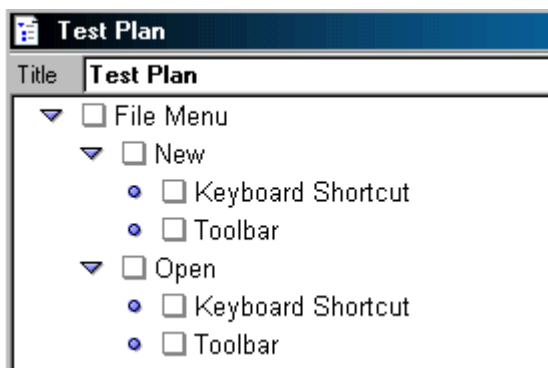 Test Plan
Title Test Plan
File Menu
New
Keyboard Shortcut
Toolbar
Open
Keyboard Shortcut
Toolbar